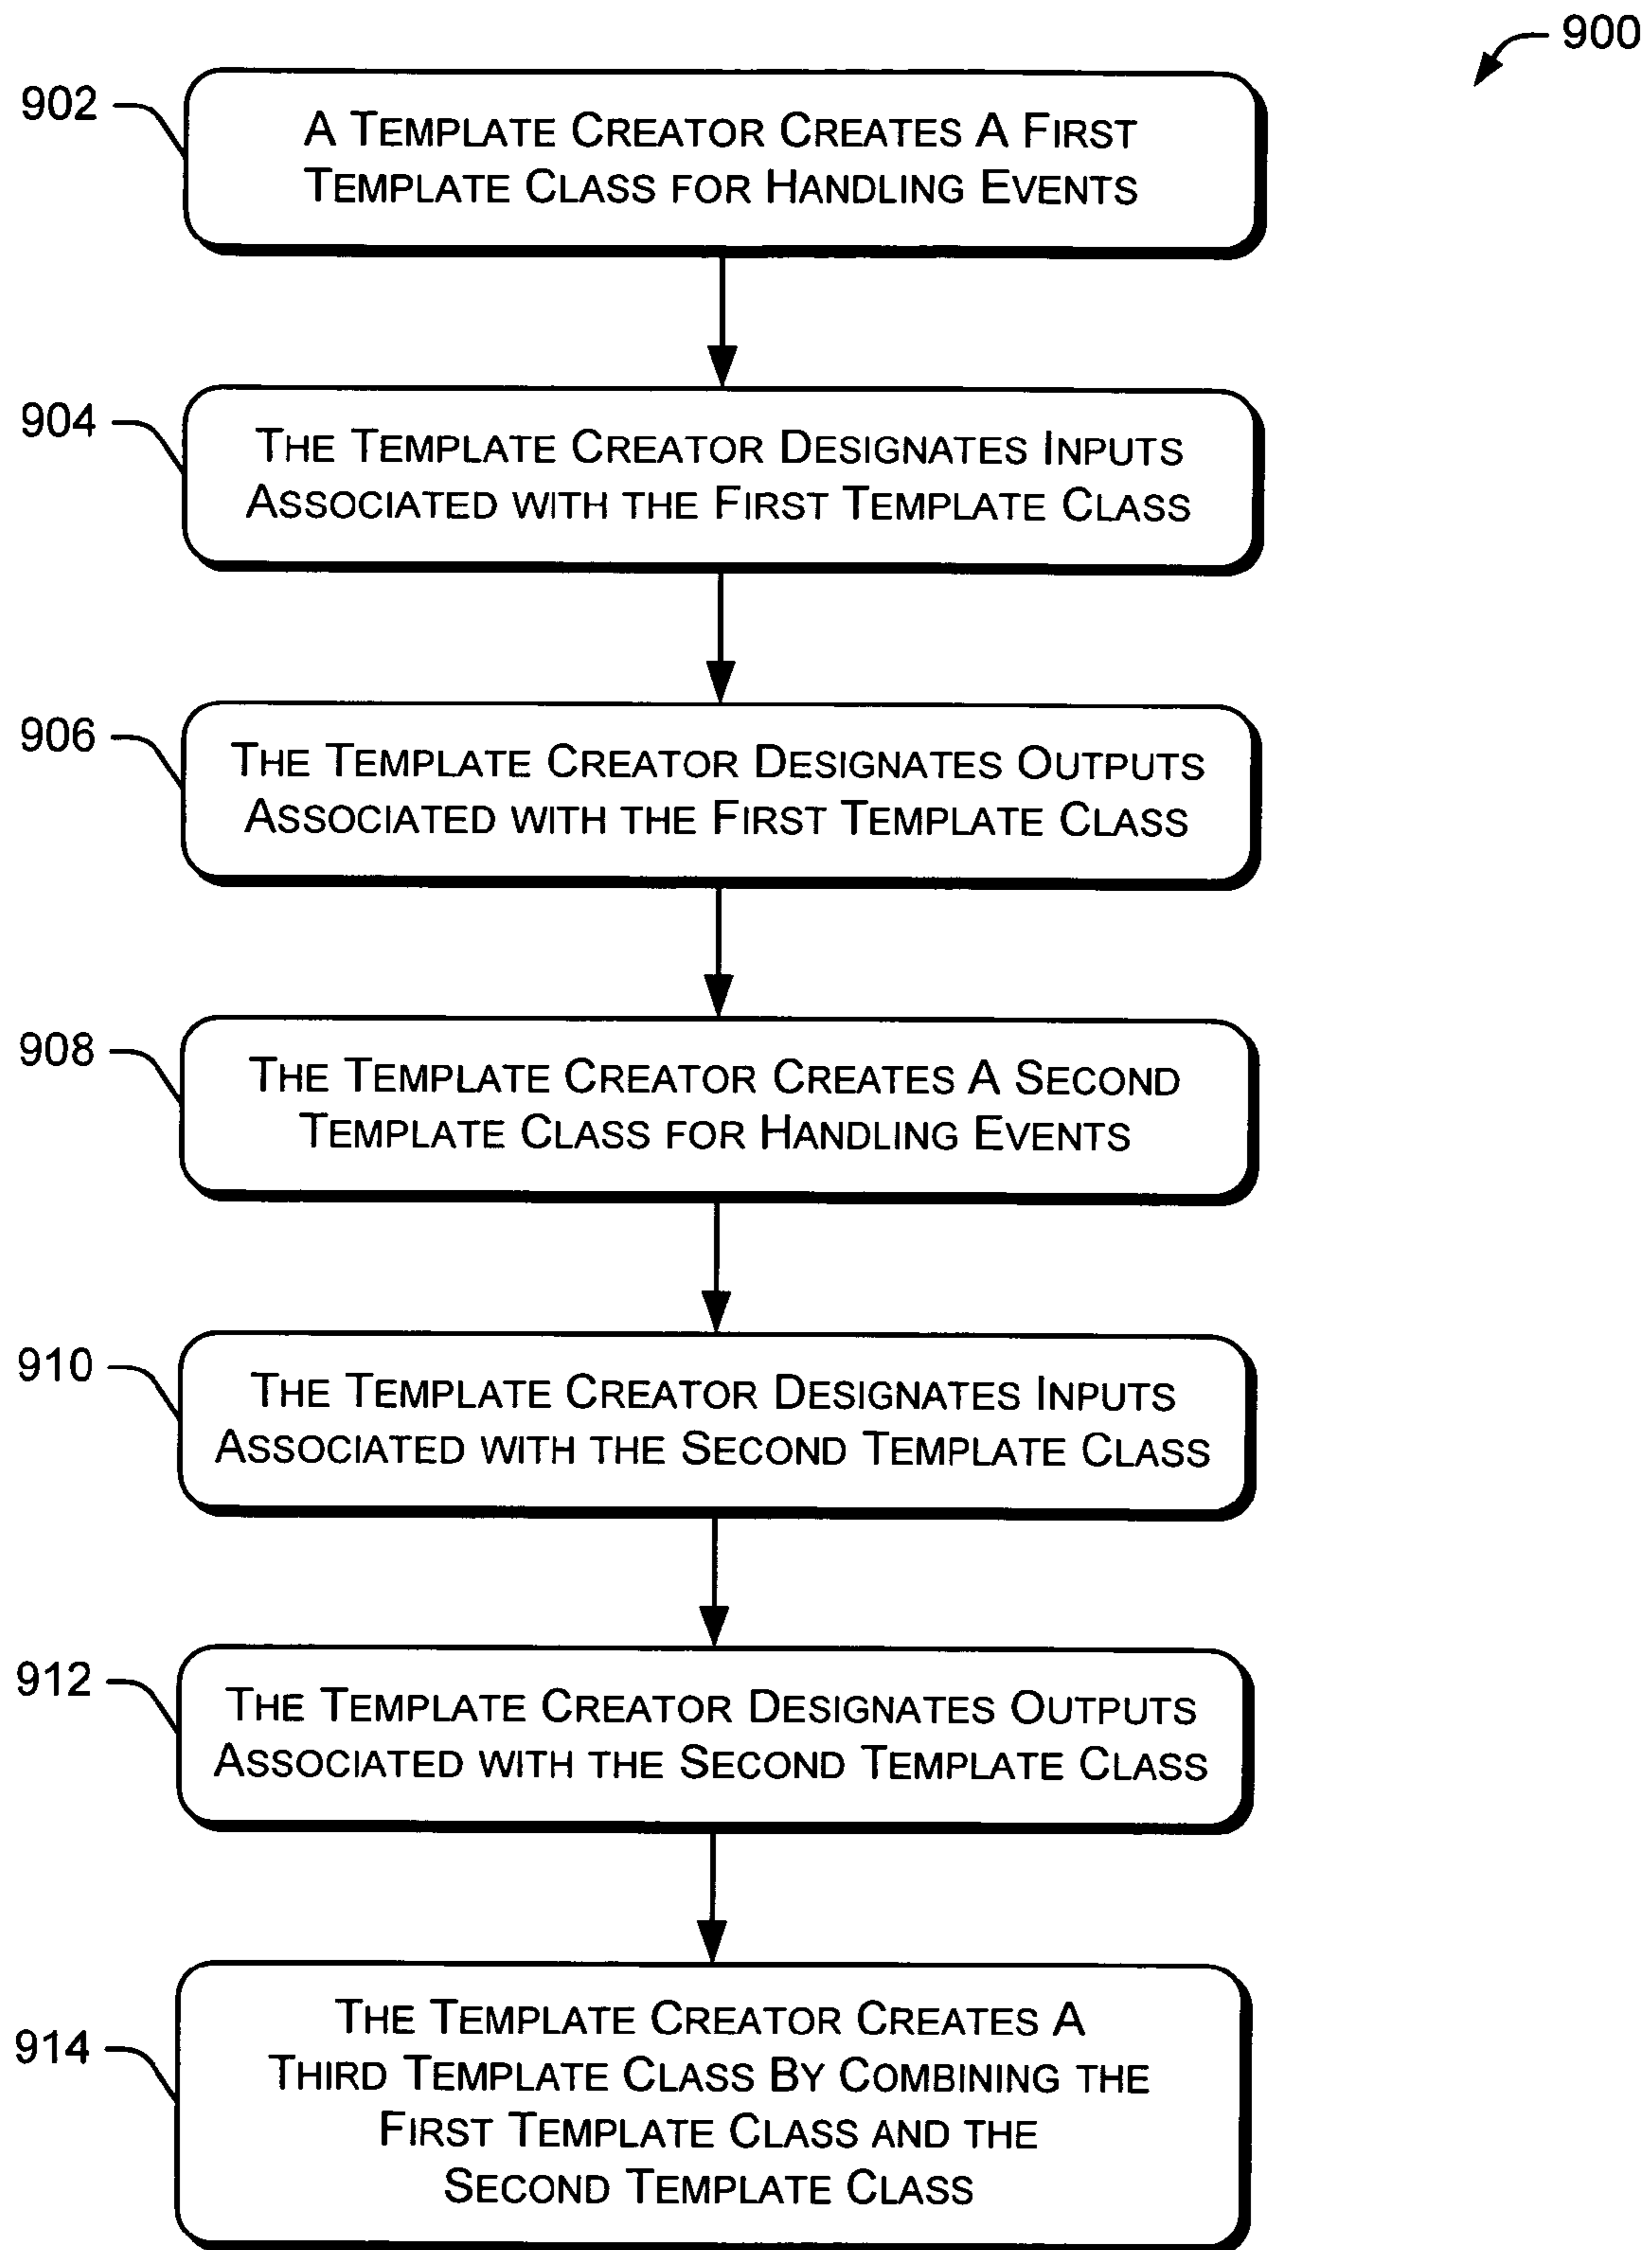 900
902
A TEMPLATE CREATOR CREATES A FIRST
TEMPLATE CLASS FOR HANDLING EVENTS
904
THE TEMPLATE CREATOR DESIGNATES INPUTS
ASSOCIATED WITH THE FIRST TEMPLATE CLASS
906
THE TEMPLATE CREATOR DESIGNATES OUTPUTS
ASSOCIATED WITH THE FIRST TEMPLATE CLASS
908
THE TEMPLATE CREATOR CREATES A SECOND
TEMPLATE CLASS FOR HANDLING EVENTS
910
THE TEMPLATE CREATOR DESIGNATES INPUTS
ASSOCIATED WITH THE SECOND TEMPLATE CLASS
912
THE TEMPLATE CREATOR DESIGNATES OUTPUTS
ASSOCIATED WITH THE SECOND TEMPLATE CLASS
914
THE TEMPLATE CREATOR CREATES A
THIRD TEMPLATE CLASS BY COMBINING THE
FIRST TEMPLATE CLASS AND THE
SECOND TEMPLATE CLASS